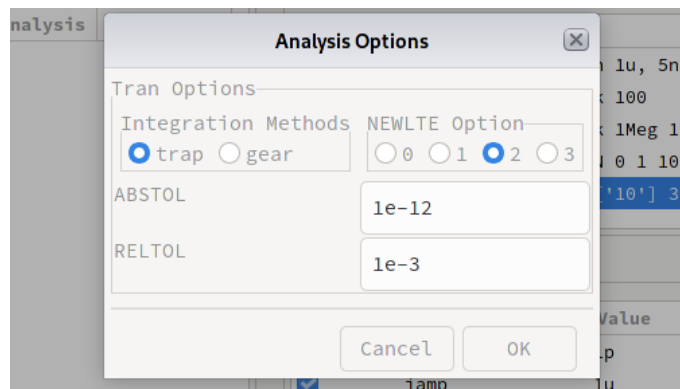 nalysis
Analysis Options
1u, 5n
Tran Options
100
Integration Methods NEWLTE Option
1Meg 1
trap gear 0 1 2 3
0 1 10
ABSTOL 1e-12
'10'] 3
RELTOL 1e-3
Value
Cancel OK
iamp 1u